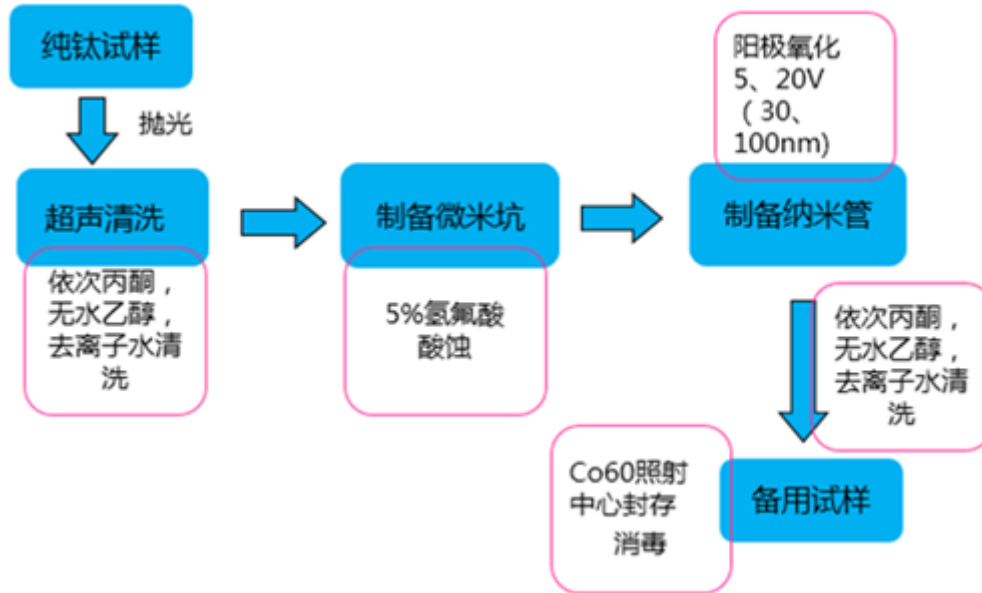 纯钛试样
抛光
超声清洗
依次丙酮，
无水乙醇，
去离子水清
洗
制备微米坑
5%氢氟酸
酸蚀
阳极氧化
5、20V
（30、
100nm)
制备纳米管
依次丙酮，
无水乙醇，
去离子水清
洗
Co60照射
中心封存
消毒
备用试样